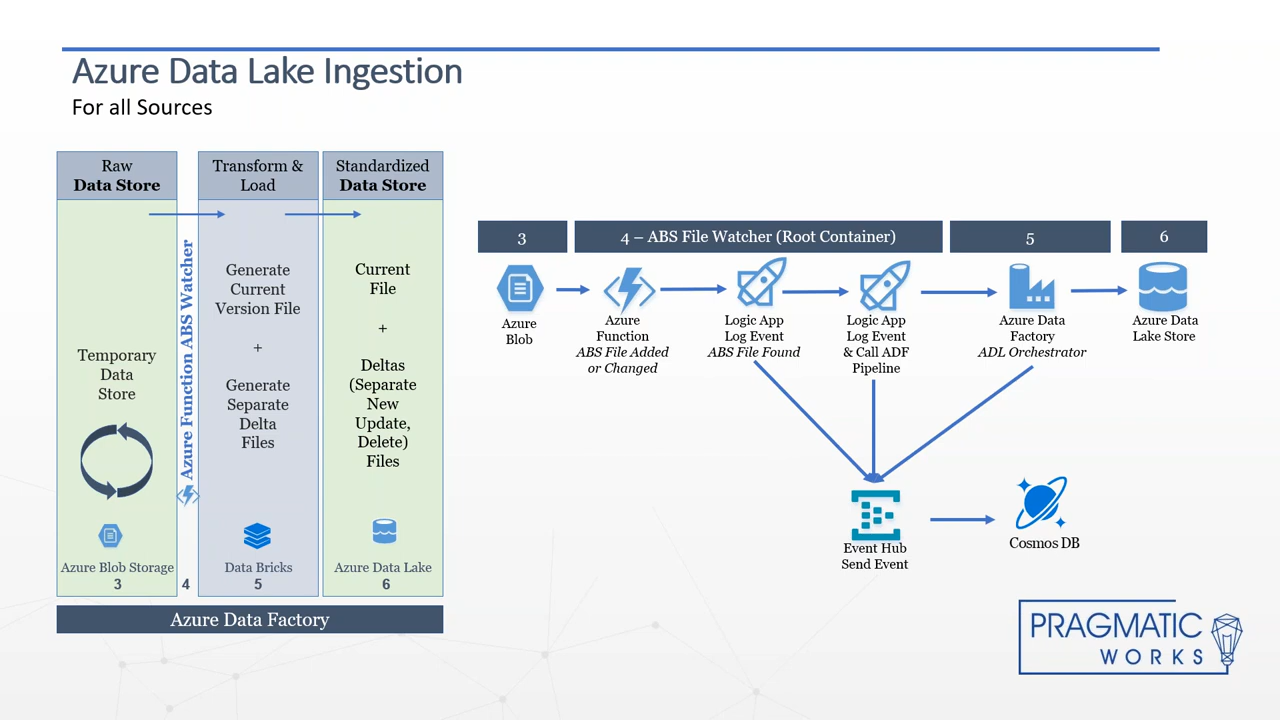 Azure Data Lake Ingestion
For all Sources
Raw
Data Store
Temporary
Data
Store
Azure Blob Storage
3
Azure Function ABS Watcher
4
Transform &
Load
Generate
Current
Version File
+
Generate
Separate
Delta
Files
Data Bricks
5
Standardized
Data Store
Current
File
+
Deltas
(Separate
New
Update,
Delete)
Files
Azure Data Lake
6
Azure Data Factory
3
4 – ABS File Watcher (Root Container)
5
6
Azure
Blob
Azure
Function
ABS File Added
or Changed
Logic App
Log Event
ABS File Found
Logic App
Log Event
& Call ADF
Pipeline
Azure Data
Factory
ADL Orchestrator
Azure Data
Lake Store
Event Hub
Send Event
Cosmos DB
PRAGMATIC
WORKS